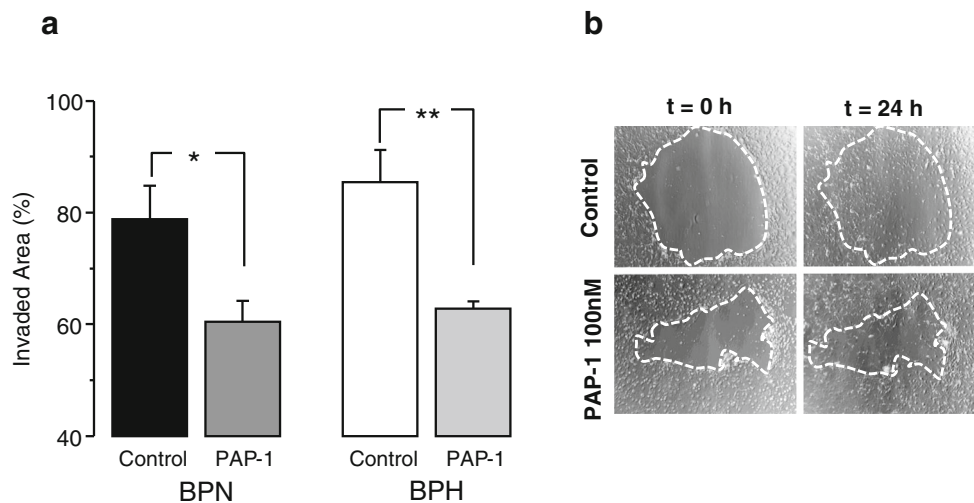 a
Invaded Area (%)
100
80
60
40
*
**
Control
PAP-1
Control
PAP-1
BPN
BPH
b
t = 0 h
t = 24 h
Control
PAP-1 100nM